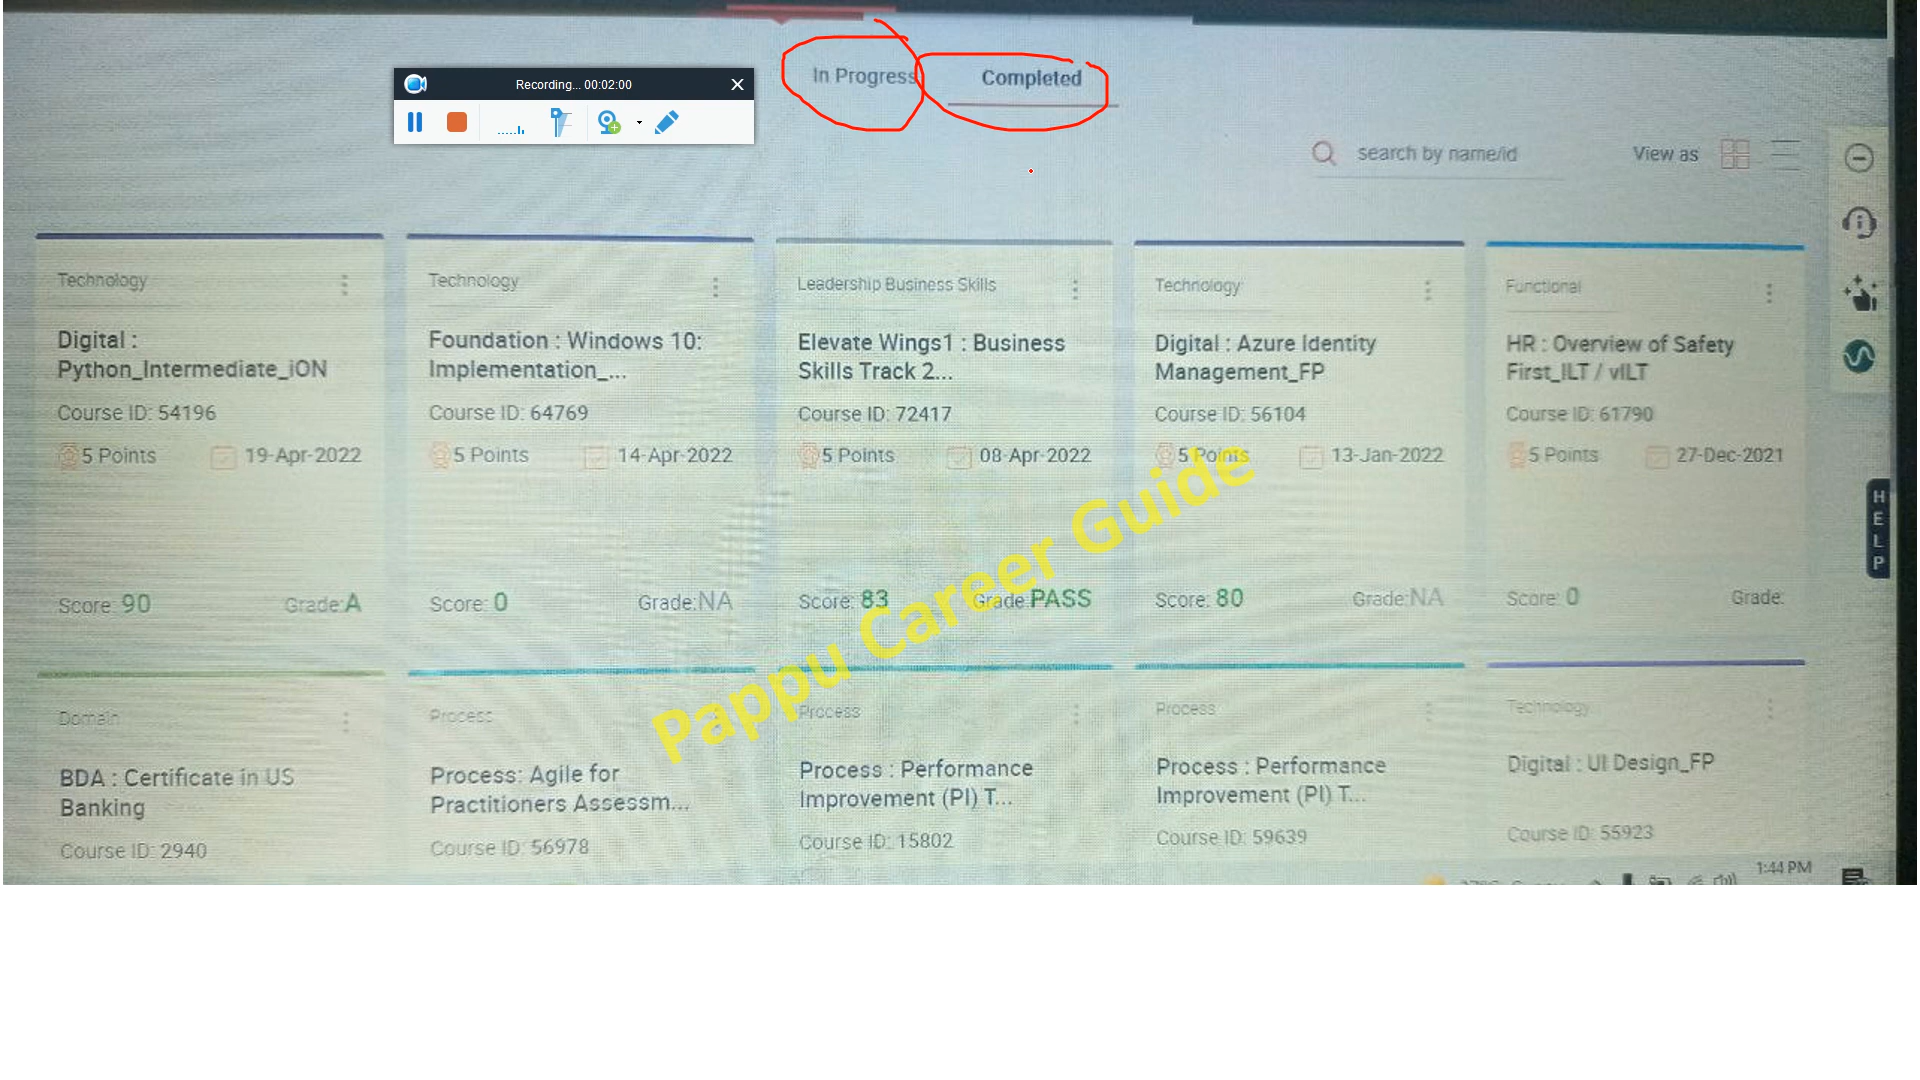 In Progress
Completed
Recording... 00:02:00
search by name/id
View as
Technology
Digital :
Python_Intermediate_iON
Course ID: 54196
5 Points
19-Apr-2022
Score: 90
Grade:A
Technology
Foundation : Windows 10:
Implementation_...
Course ID: 64769
5 Points
14-Apr-2022
Score: 0
Grade:NA
Leadership Business Skills
Elevate Wings1 : Business
Skills Track 2...
Course ID: 72417
5 Points
08-Apr-2022
Score: 83
Grade:PASS
Technology
Digital : Azure Identity
Management_FP
Course ID: 56104
5 Points
13-Jan-2022
Score: 80
Grade:NA
Functional
HR : Overview of Safety
First_ILT / vILT
Course ID: 61790
5 Points
27-Dec-2021
Score: 0
Grade:
HELP
Pappu Career Guide
Domain
BDA : Certificate in US
Banking
Course ID: 2940
Process
Process: Agile for
Practitioners Assessm...
Course ID: 56978
Process
Process : Performance
Improvement (PI) T...
Course ID: 15802
Process
Process : Performance
Improvement (PI) T...
Course ID: 59639
Technology
Digital : UI Design_FP
Course ID: 55923
1:44 PM